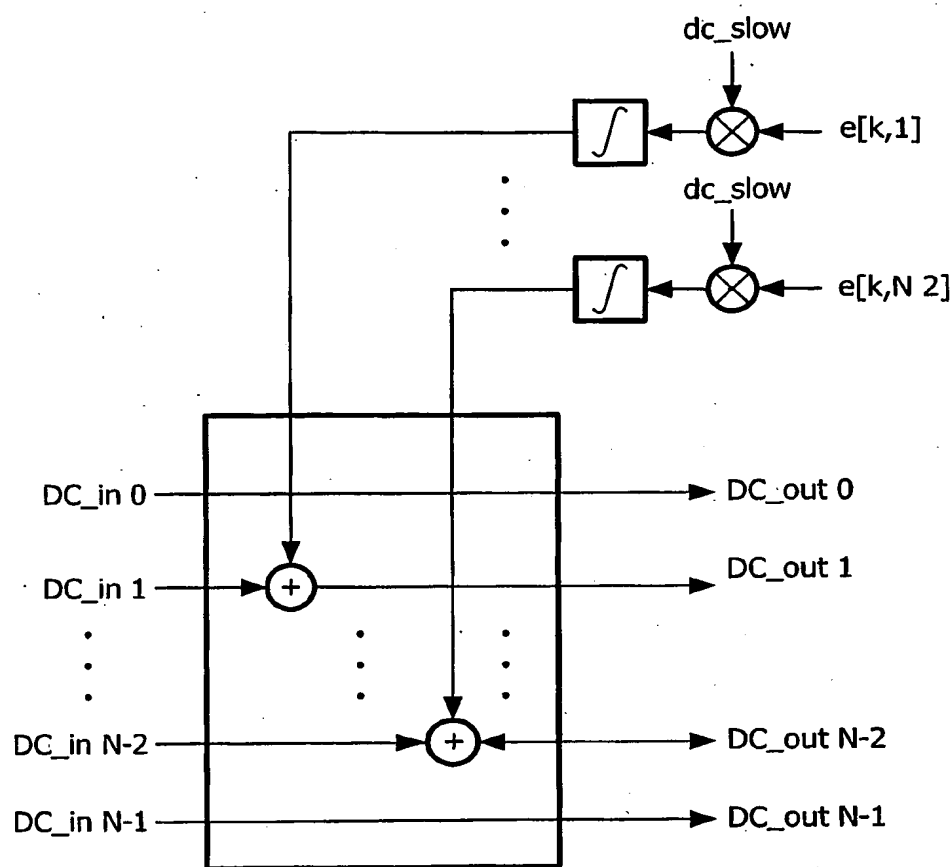 dc_slow
∫
e[k,1]
dc_slow
∫
e[k,N 2]
DC_in 0
DC_out 0
DC_in 1
+
DC_out 1
DC_in N-2
+
DC_out N-2
DC_in N-1
DC_out N-1